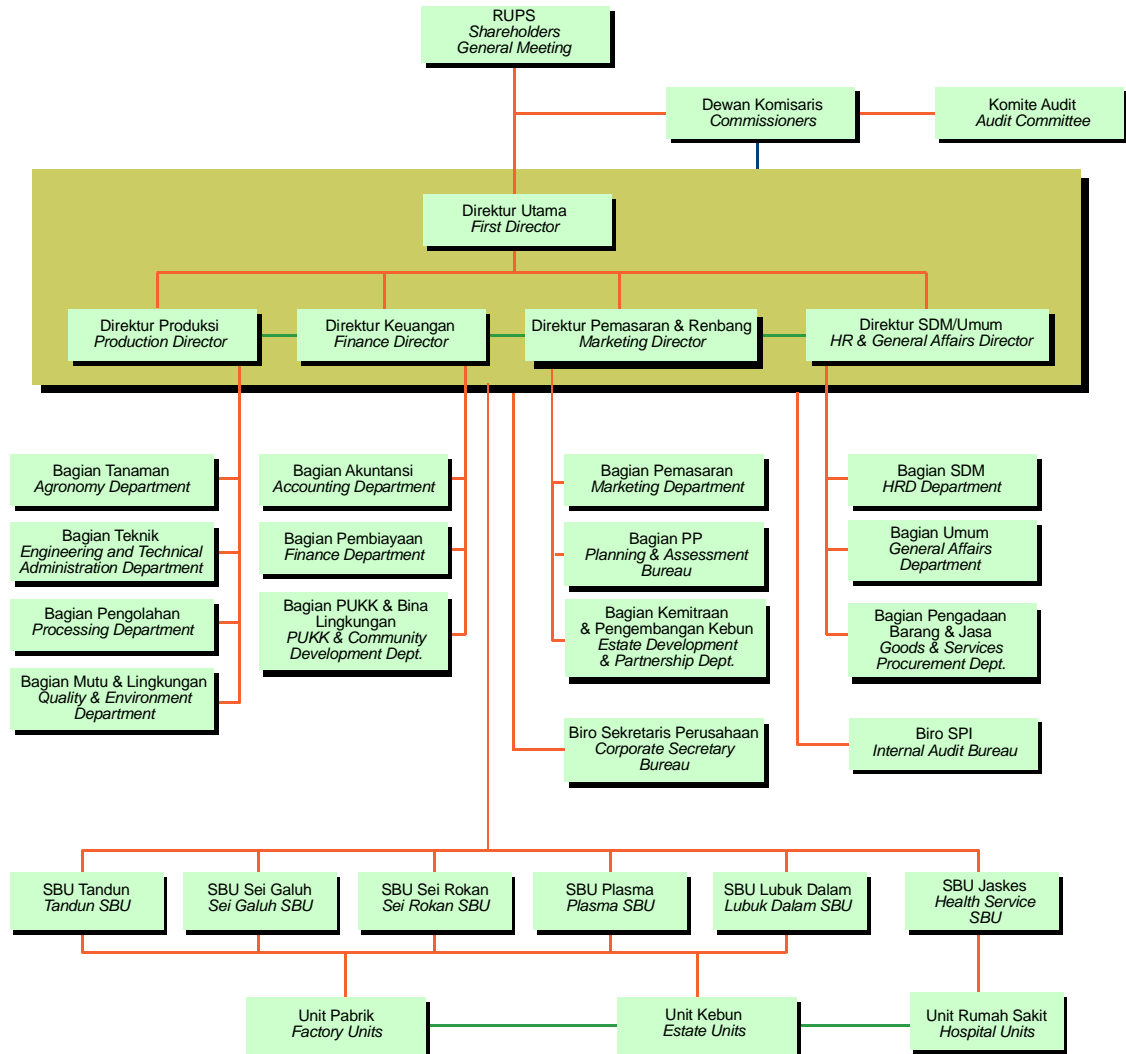 RUPS
Shareholders
General Meeting
Dewan Komisaris
Commissioners
Komite Audit
Audit Committee
Direktur Utama
First Director
Direktur Produksi
Production Director
Direktur Keuangan
Finance Director
Direktur Pemasaran & Renbang
Marketing Director
Direktur SDM/Umum
HR & General Affairs Director
Bagian Tanaman
Agronomy Department
Bagian Akuntansi
Accounting Department
Bagian Pemasaran
Marketing Department
Bagian SDM
HRD Department
Bagian Teknik
Engineering and Technical
Administration Department
Bagian Pembiayaan
Finance Department
Bagian PP
Planning & Assessment
Bureau
Bagian Umum
General Affairs
Department
Bagian Pengolahan
Processing Department
Bagian PUKK & Bina
Lingkungan
PUKK & Community
Development Dept.
Bagian Kemitraan
& Pengembangan Kebun
Estate Development
& Partnership Dept.
Bagian Pengadaan
Barang & Jasa
Goods & Services
Procurement Dept.
Bagian Mutu & Lingkungan
Quality & Environment
Department
Biro Sekretaris Perusahaan
Corporate Secretary
Bureau
Biro SPI
Internal Audit Bureau
SBU Tandun
Tandun SBU
SBU Sei Galuh
Sei Galuh SBU
SBU Sei Rokan
Sei Rokan SBU
SBU Plasma
Plasma SBU
SBU Lubuk Dalam
Lubuk Dalam SBU
SBU Jaskes
Health Service
SBU
Unit Pabrik
Factory Units
Unit Kebun
Estate Units
Unit Rumah Sakit
Hospital Units